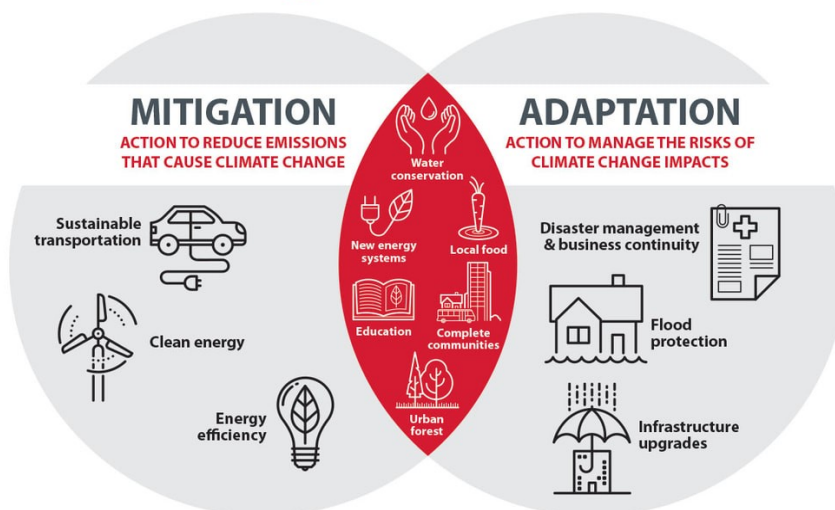 MITIGATION
ACTION TO REDUCE EMISSIONS
THAT CAUSE CLIMATE CHANGE
Sustainable
transportation
Clean energy
Energy
efficiency
Water
conservation
New energy
systems
Local food
Education
Complete
communities
Urban
forest
ADAPTATION
ACTION TO MANAGE THE RISKS OF
CLIMATE CHANGE IMPACTS
Disaster management
& business continuity
Flood
protection
Infrastructure
upgrades